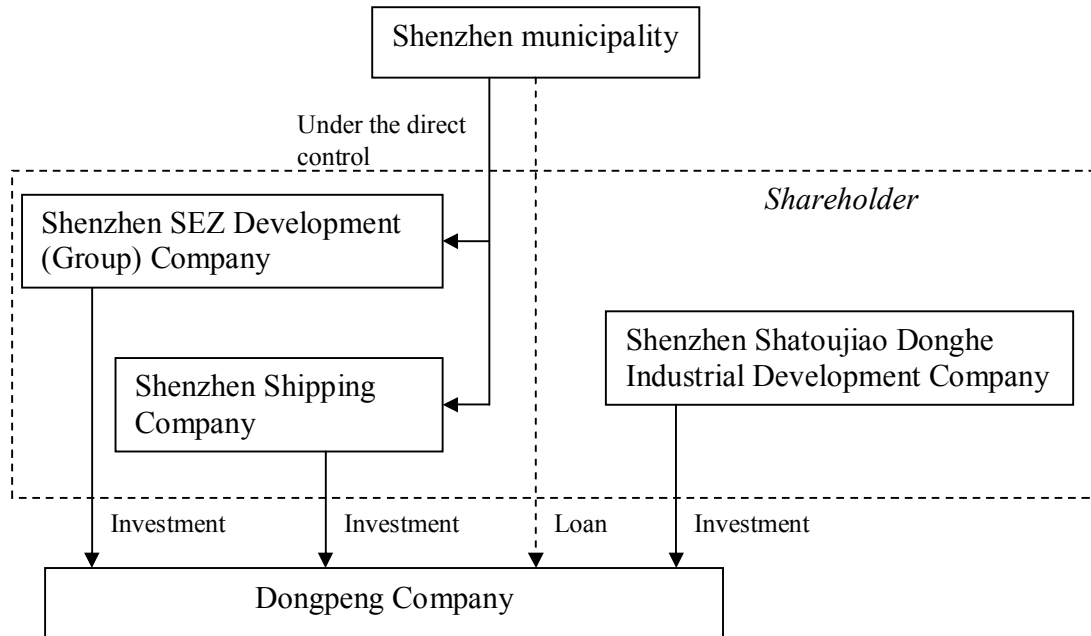 Shenzhen municipality
Under the direct
control
Shareholder
Shenzhen SEZ Development
(Group) Company
Shenzhen Shatoujiao Donghe
Industrial Development Company
Shenzhen Shipping
Company
Investment
Investment
Loan
Investment
Dongpeng Company